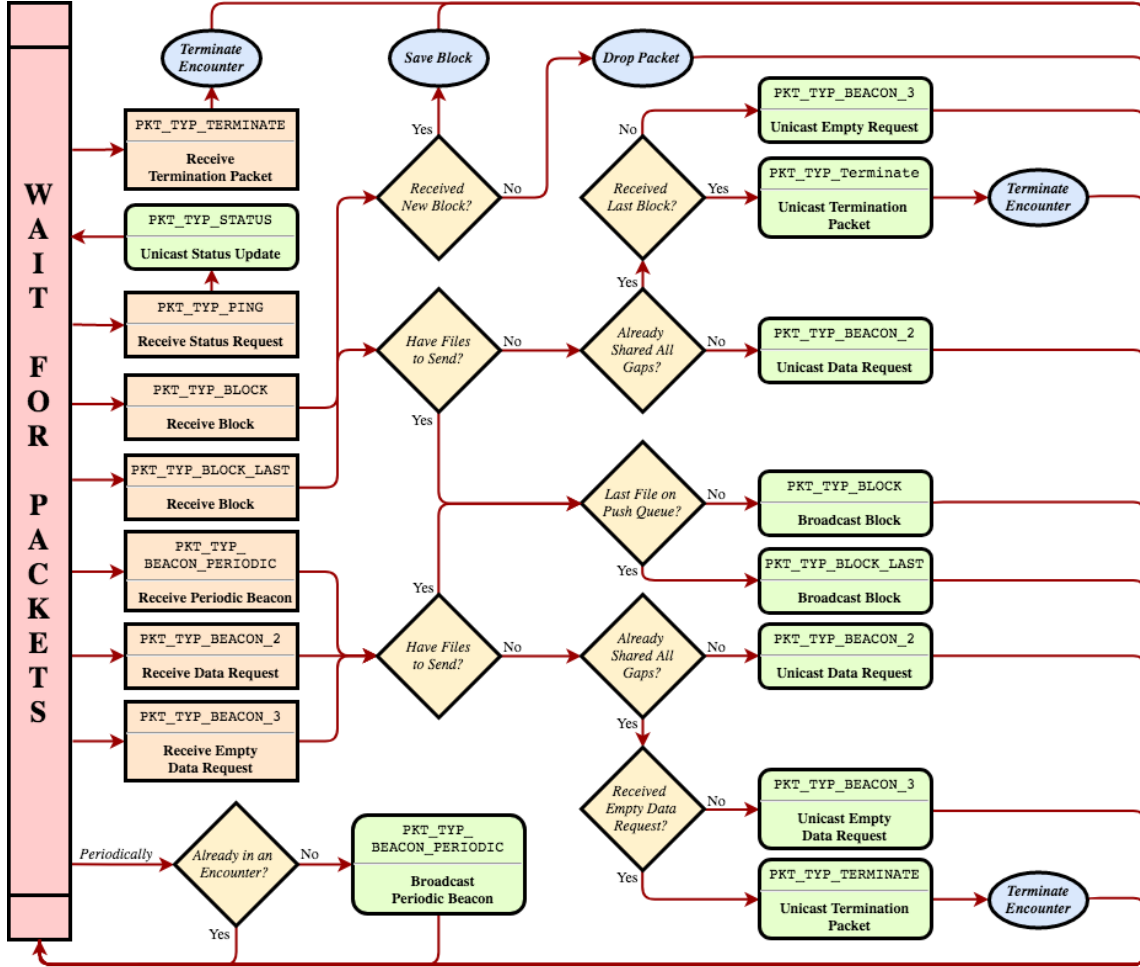 WAIT FOR PACKETS
Terminate
Encounter
Save Block
Drop Packet
PKT_TYP_TERMINATE
Receive
Termination Packet
PKT_TYP_STATUS
Unicast Status Update
PKT_TYP_PING
Receive Status Request
PKT_TYP_BLOCK
Receive Block
PKT_TYP_BLOCK_LAST
Receive Block
PKT_TYP_
BEACON_PERIODIC
Receive Periodic Beacon
PKT_TYP_BEACON_2
Receive Data Request
PKT_TYP_BEACON_3
Receive Empty
Data Request
Periodically
Already in an
Encounter?
No
Yes
PKT_TYP_
BEACON_PERIODIC
Broadcast
Periodic Beacon
Yes
Received
New Block?
No
Have Files
to Send?
No
Yes
Yes
Have Files
to Send?
No
No
Received
Last Block?
Yes
Yes
Already
Shared All
Gaps?
No
Last File on
Push Queue?
No
Yes
Already
Shared All
Gaps?
No
Yes
Received
Empty Data
Request?
No
Yes
PKT_TYP_BEACON_3
Unicast Empty Request
PKT_TYP_Terminate
Unicast Termination
Packet
Terminate
Encounter
PKT_TYP_BEACON_2
Unicast Data Request
PKT_TYP_BLOCK
Broadcast Block
PKT_TYP_BLOCK_LAST
Broadcast Block
PKT_TYP_BEACON_2
Unicast Data Request
PKT_TYP_BEACON_3
Unicast Empty
Data Request
PKT_TYP_TERMINATE
Unicast Termination
Packet
Terminate
Encounter